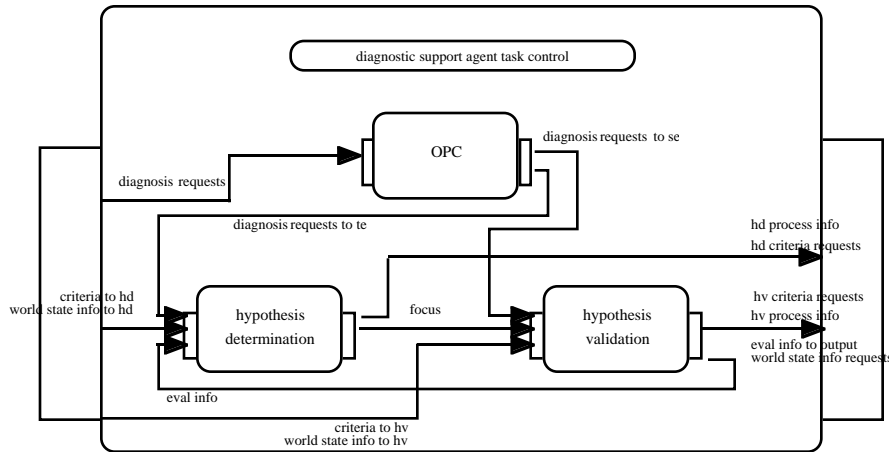 diagnostic support agent task control
diagnosis requests to se
OPC
diagnosis requests
diagnosis requests to te
hd process info
hd criteria requests
criteria to hd
world state info to hd
hypothesis
determination
focus
hypothesis
validation
hv criteria requests
hv process info
eval info to output
world state info requests
eval info
criteria to hv
world state info to hv